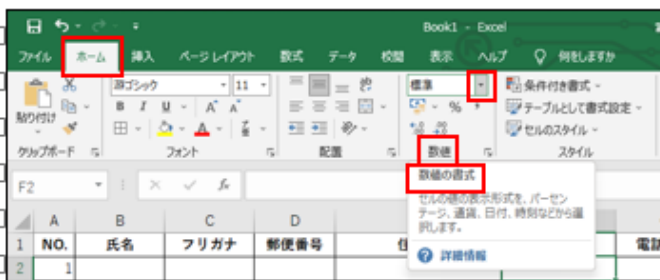 Book1 - Excel
ファイル ホーム 挿入 ページレイアウト 数式 データ 校閲 表示 ヘルプ 何をしますか
貼り付け 游ゴシック 11 A A 標準 条件付き書式
B I U % , テーブルとして書式設定
A セルのスタイル
クリップボード フォント 配置 数値 スタイル
数値の書式
F2 fx
セルの値の表示形式を、パーセン
テージ、通貨、日付、時刻などから選
択します。
詳細情報
A B C D
1 NO. 氏名 フリガナ 郵便番号 住 電話
2 1